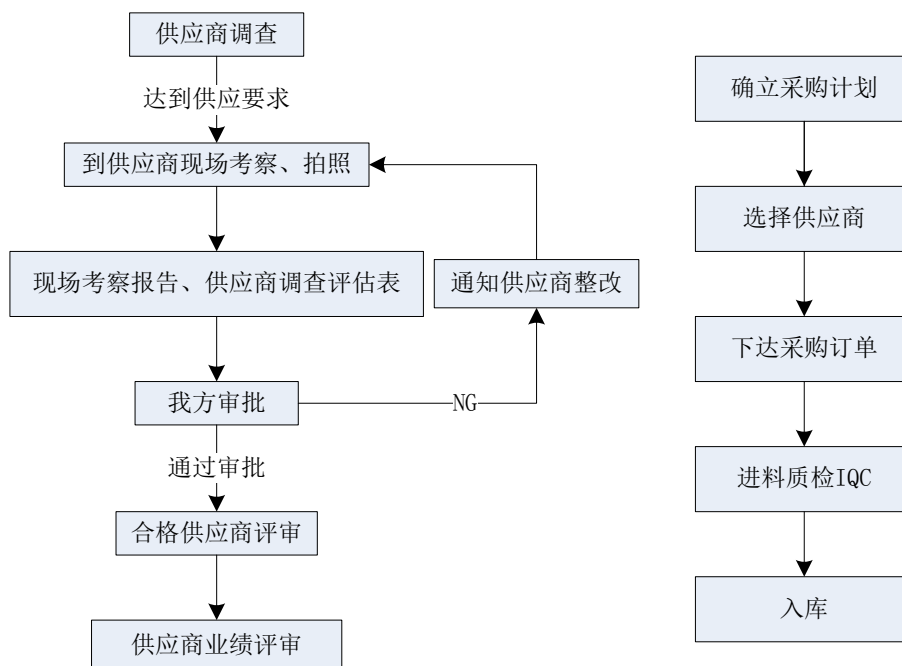 供应商调查
达到供应要求
到供应商现场考察、拍照
现场考察报告、供应商调查评估表
通知供应商整改
我方审批
NG
通过审批
合格供应商评审
供应商业绩评审
确立采购计划
选择供应商
下达采购订单
进料质检IQC
入库